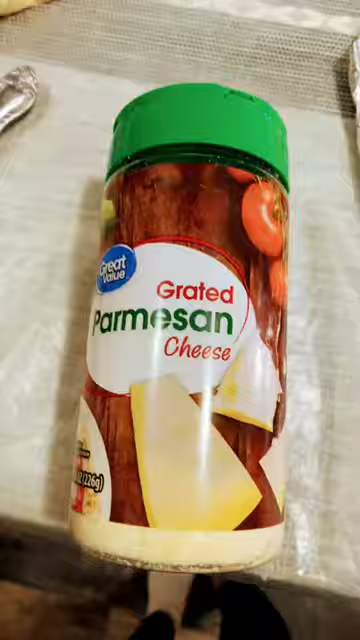 Great
Value
Grated
Parmesan
Cheese
(226g)